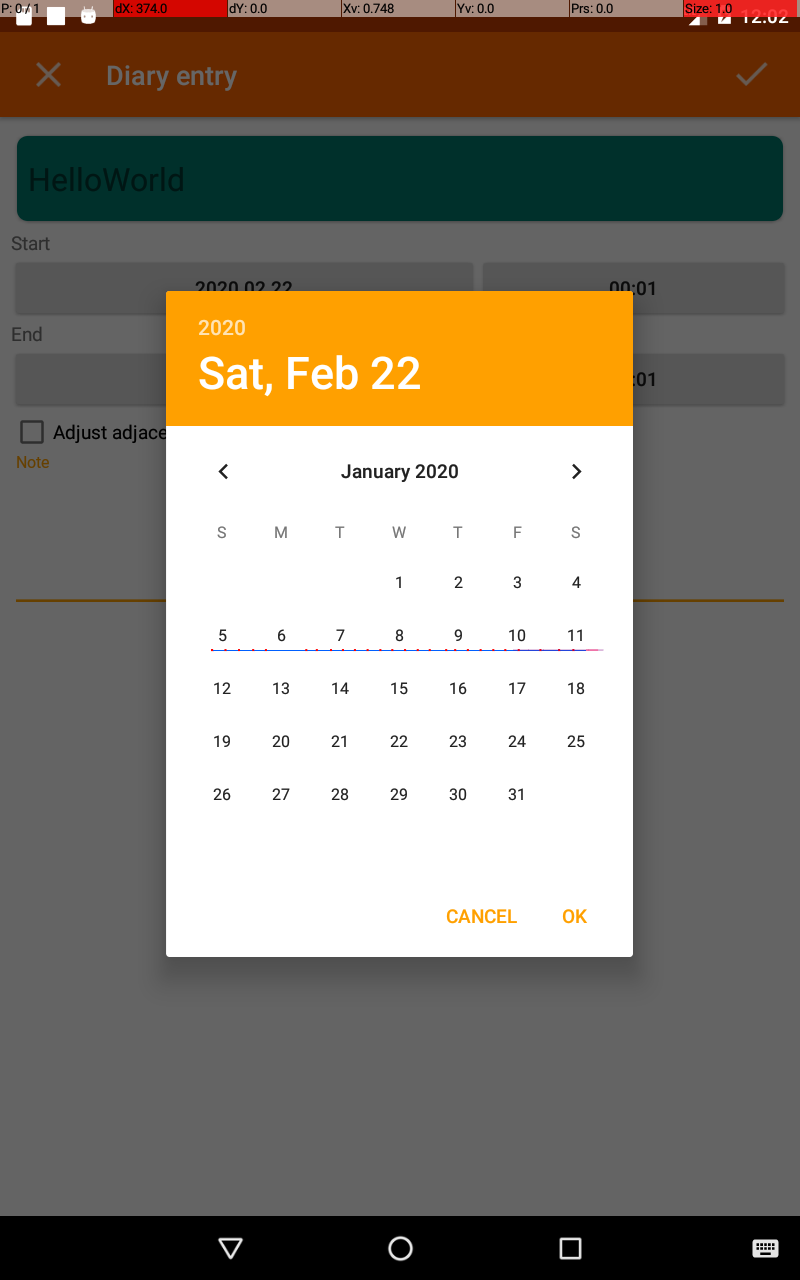 P: 0 / 1 dX: 374.0 dY: 0.0 Xv: 0.748 Yv: 0.0 Prs: 0.0 Size: 1.0
12:02
Diary entry
HelloWorld
Start
2020 02 22 00:01
End
:01
Adjust adjace
Note
2020
Sat, Feb 22
January 2020
S M T W T F S
1 2 3 4
5 6 7 8 9 10 11
12 13 14 15 16 17 18
19 20 21 22 23 24 25
26 27 28 29 30 31
CANCEL OK